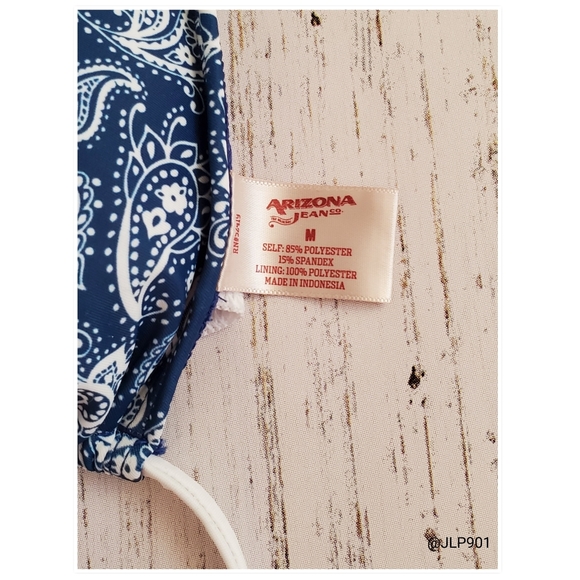 ARIZONA
JEAN CO.
M
SELF: 85% POLYESTER
15% SPANDEX
LINING: 100% POLYESTER
MADE IN INDONESIA
@JLP901